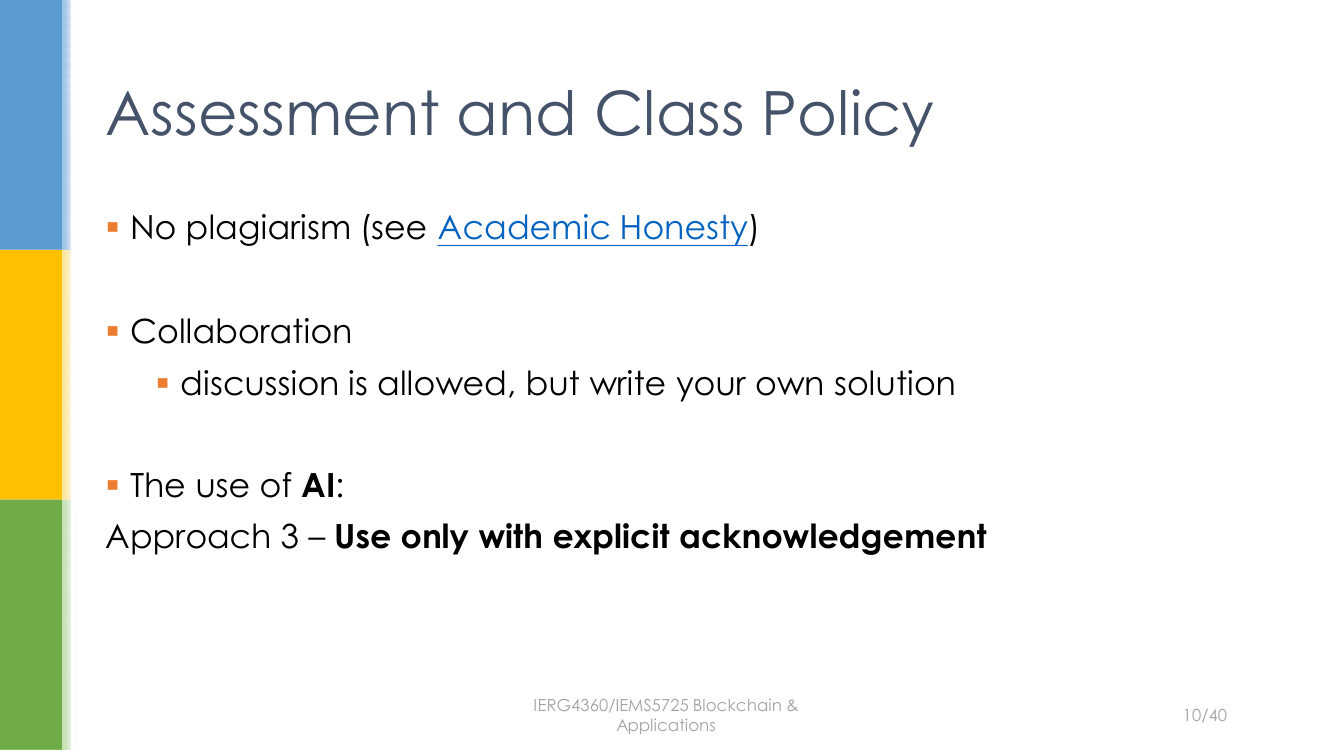 Assessment and Class Policy
▪ No plagiarism (see Academic Honesty)
▪ Collaboration
▪ discussion is allowed, but write your own solution
▪ The use of AI:
Approach 3 – Use only with explicit acknowledgement
IERG4360/IEMS5725 Blockchain &
Applications
10/40